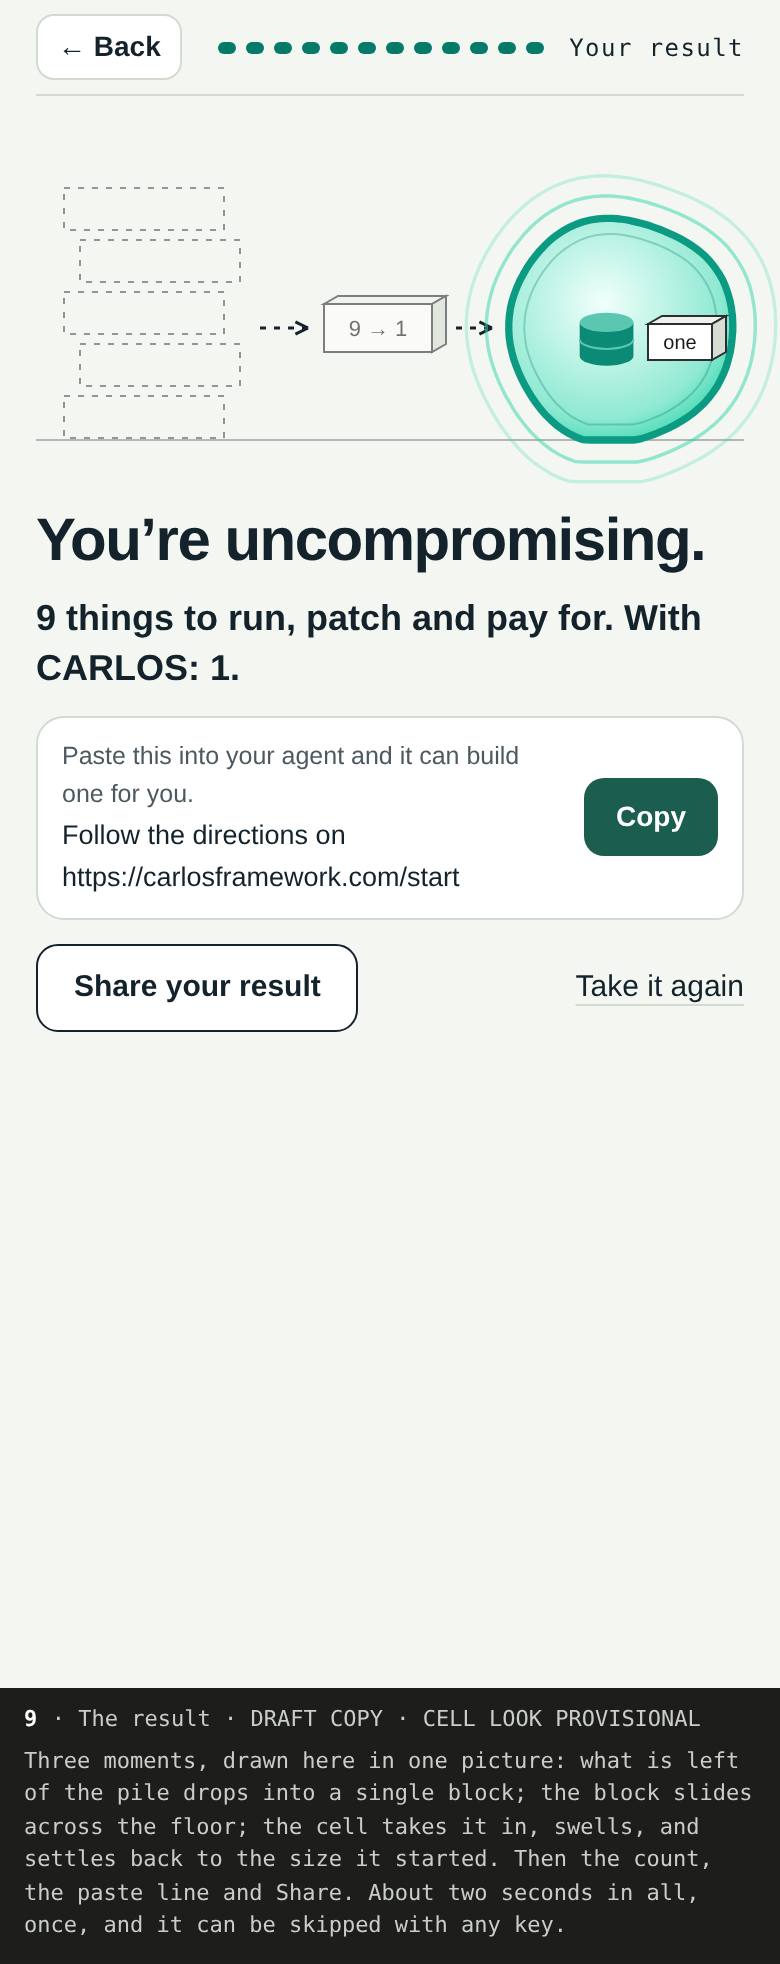 ← Back
Your result
9 → 1
one
You’re uncompromising.
9 things to run, patch and pay for. With
CARLOS: 1.
Paste this into your agent and it can build
one for you.
Follow the directions on
https://carlosframework.com/start
Copy
Share your result
Take it again
9 · The result · DRAFT COPY · CELL LOOK PROVISIONAL
Three moments, drawn here in one picture: what is left
of the pile drops into a single block; the block slides
across the floor; the cell takes it in, swells, and
settles back to the size it started. Then the count,
the paste line and Share. About two seconds in all,
once, and it can be skipped with any key.